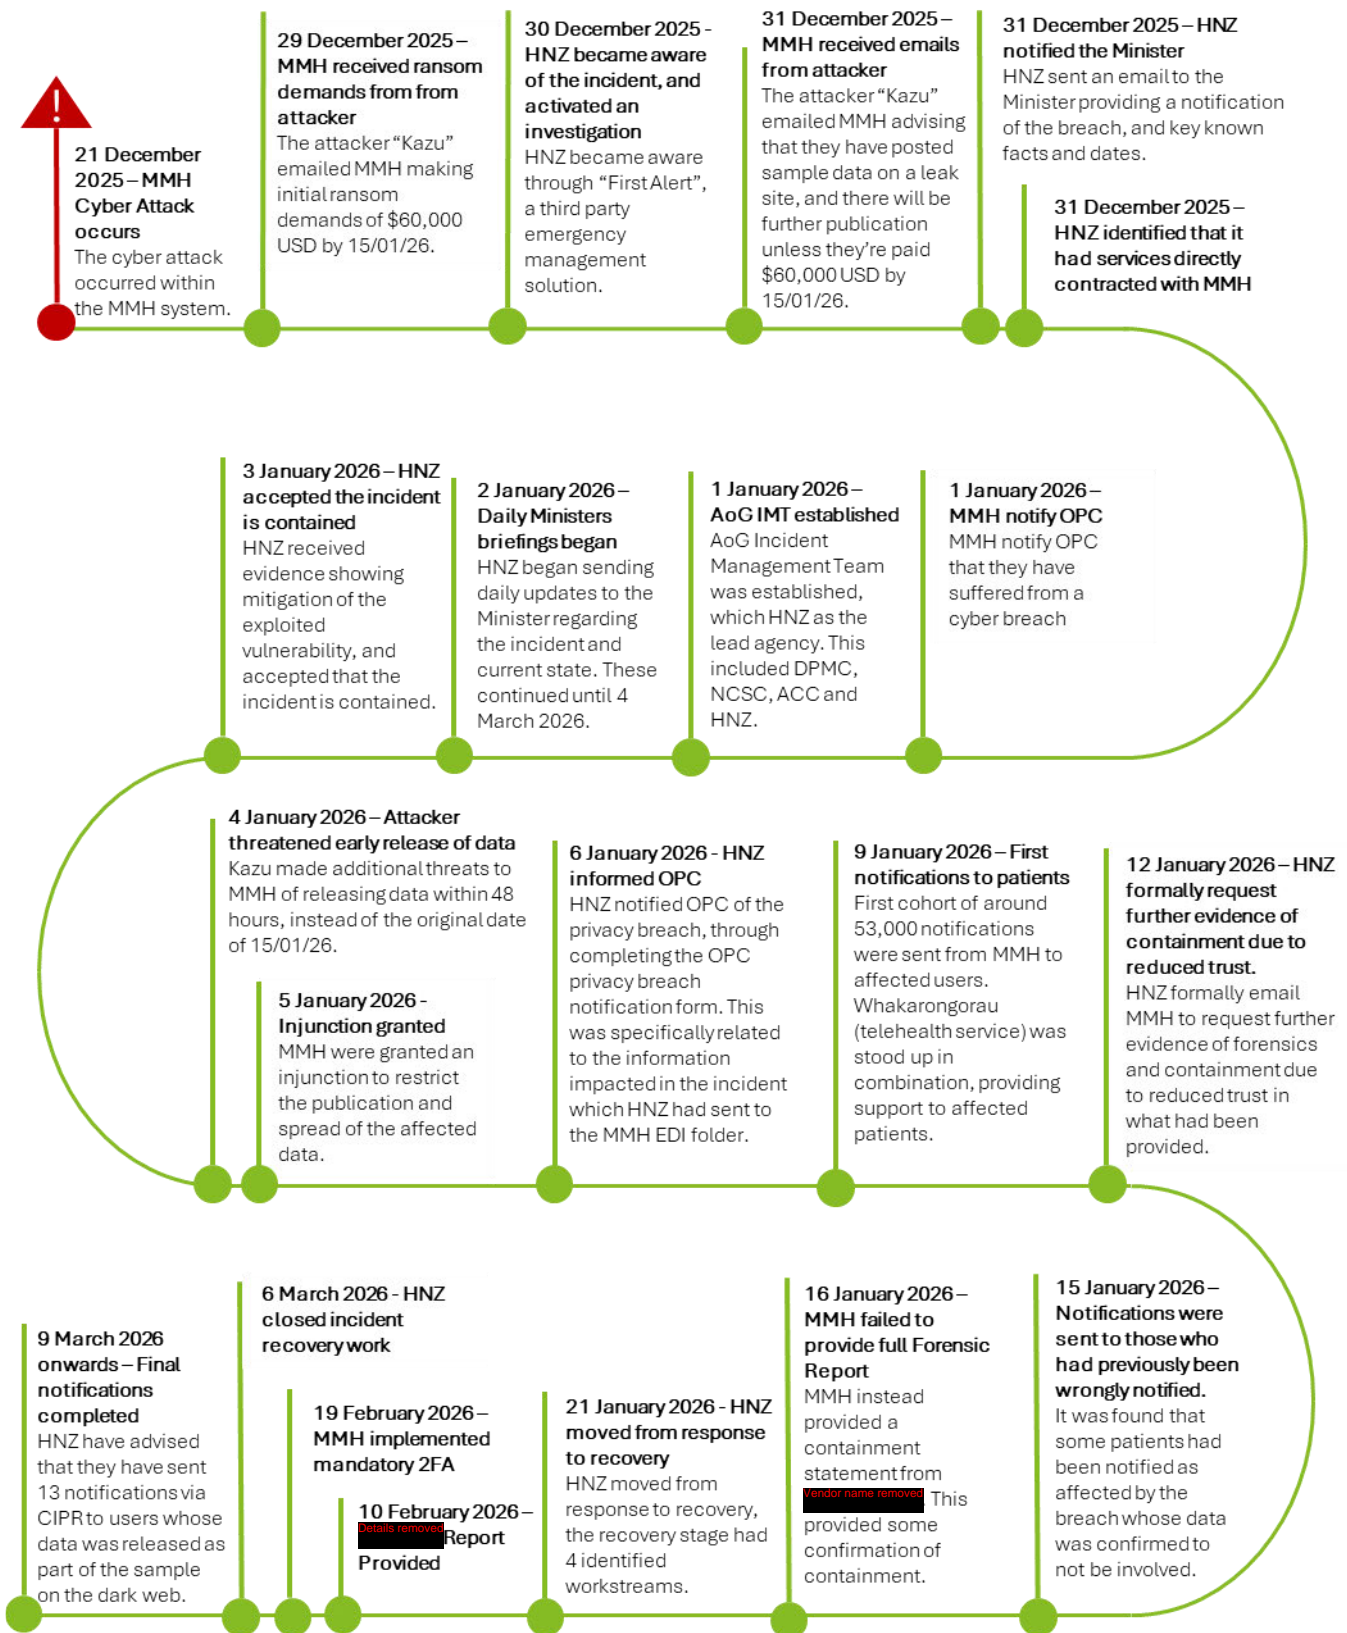 !
21 December
2025 – MMH
Cyber Attack
occurs
The cyber attack
occurred within
the MMH system.
29 December 2025 –
MMH received ransom
demands from from
attacker
The attacker “Kazu”
emailed MMH making
initial ransom
demands of $60,000
USD by 15/01/26.
30 December 2025 -
HNZ became aware
of the incident, and
activated an
investigation
HNZ became aware
through “First Alert”,
a third party
emergency
management
solution.
31 December 2025 –
MMH received emails
from attacker
The attacker “Kazu”
emailed MMH advising
that they have posted
sample data on a leak
site, and there will be
further publication
unless they’re paid
$60,000 USD by
15/01/26.
31 December 2025 – HNZ
notified the Minister
HNZ sent an email to the
Minister providing a notification
of the breach, and key known
facts and dates.
31 December 2025 –
HNZ identified that it
had services directly
contracted with MMH
1 January 2026 –
MMH notify OPC
MMH notify OPC
that they have
suffered from a
cyber breach
1 January 2026 –
AoG IMT established
AoG Incident
Management Team
was established,
which HNZ as the
lead agency. This
included DPMC,
NCSC, ACC and
HNZ.
2 January 2026 –
Daily Ministers
briefings began
HNZ began sending
daily updates to the
Minister regarding
the incident and
current state. These
continued until 4
March 2026.
3 January 2026 – HNZ
accepted the incident
is contained
HNZ received
evidence showing
mitigation of the
exploited
vulnerability, and
accepted that the
incident is contained.
4 January 2026 – Attacker
threatened early release of data
Kazu made additional threats to
MMH of releasing data within 48
hours, instead of the original date
of 15/01/26.
5 January 2026 -
Injunction granted
MMH were granted an
injunction to restrict
the publication and
spread of the affected
data.
6 January 2026 - HNZ
informed OPC
HNZ notified OPC of the
privacy breach, through
completing the OPC
privacy breach
notification form. This
was specifically related
to the information
impacted in the incident
which HNZ had sent to
the MMH EDI folder.
9 January 2026 – First
notifications to patients
First cohort of around
53,000 notifications
were sent from MMH to
affected users.
Whakarongorau
(telehealth service) was
stood up in
combination, providing
support to affected
patients.
12 January 2026 – HNZ
formally request
further evidence of
containment due to
reduced trust.
HNZ formally email
MMH to request further
evidence of forensics
and containment due
to reduced trust in
what had been
provided.
15 January 2026 –
Notifications were
sent to those who
had previously been
wrongly notified.
It was found that
some patients had
been notified as
affected by the
breach whose data
was confirmed to
not be involved.
16 January 2026 –
MMH failed to
provide full Forensic
Report
MMH instead
provided a
containment
statement from
Vendor name removed. This
provided some
confirmation of
containment.
21 January 2026 - HNZ
moved from response
to recovery
HNZ moved from
response to recovery,
the recovery stage had
4 identified
workstreams.
10 February 2026 –
Details removed Report
Provided
19 February 2026 –
MMH implemented
mandatory 2FA
6 March 2026 - HNZ
closed incident
recovery work
9 March 2026
onwards – Final
notifications
completed
HNZ have advised
that they have sent
13 notifications via
CIPR to users whose
data was released as
part of the sample
on the dark web.